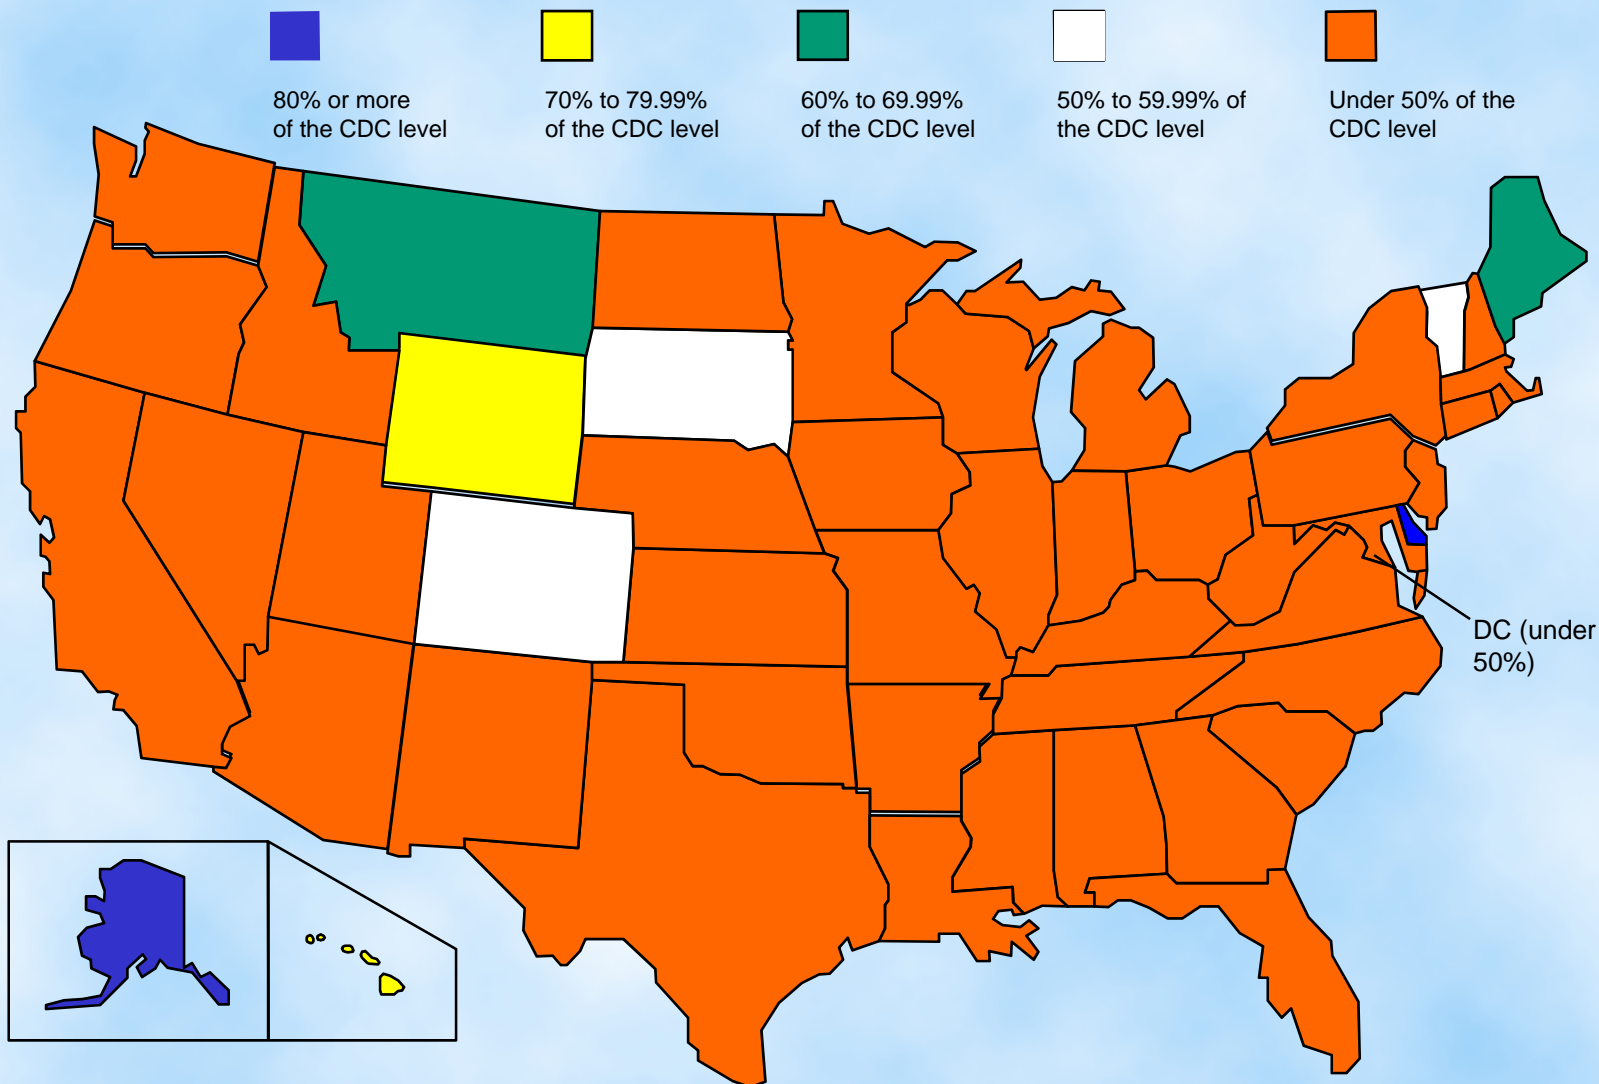 80% or more
of the CDC level
70% to 79.99%
of the CDC level
60% to 69.99%
of the CDC level
50% to 59.99% of
the CDC level
Under 50% of the
CDC level
DC (under
50%)